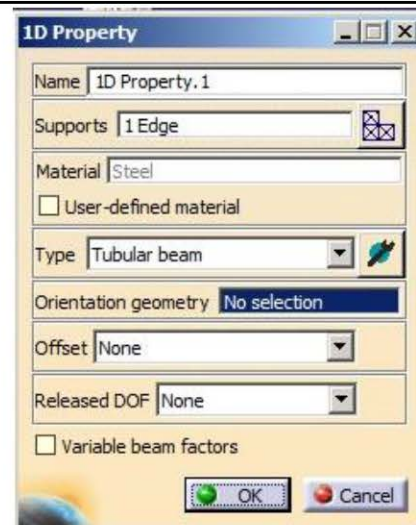 1D Property
Name 1D Property.1
Supports 1 Edge
Material Steel
User-defined material
Type Tubular beam
Orientation geometry No selection
Offset None
Released DOF None
Variable beam factors
OK Cancel